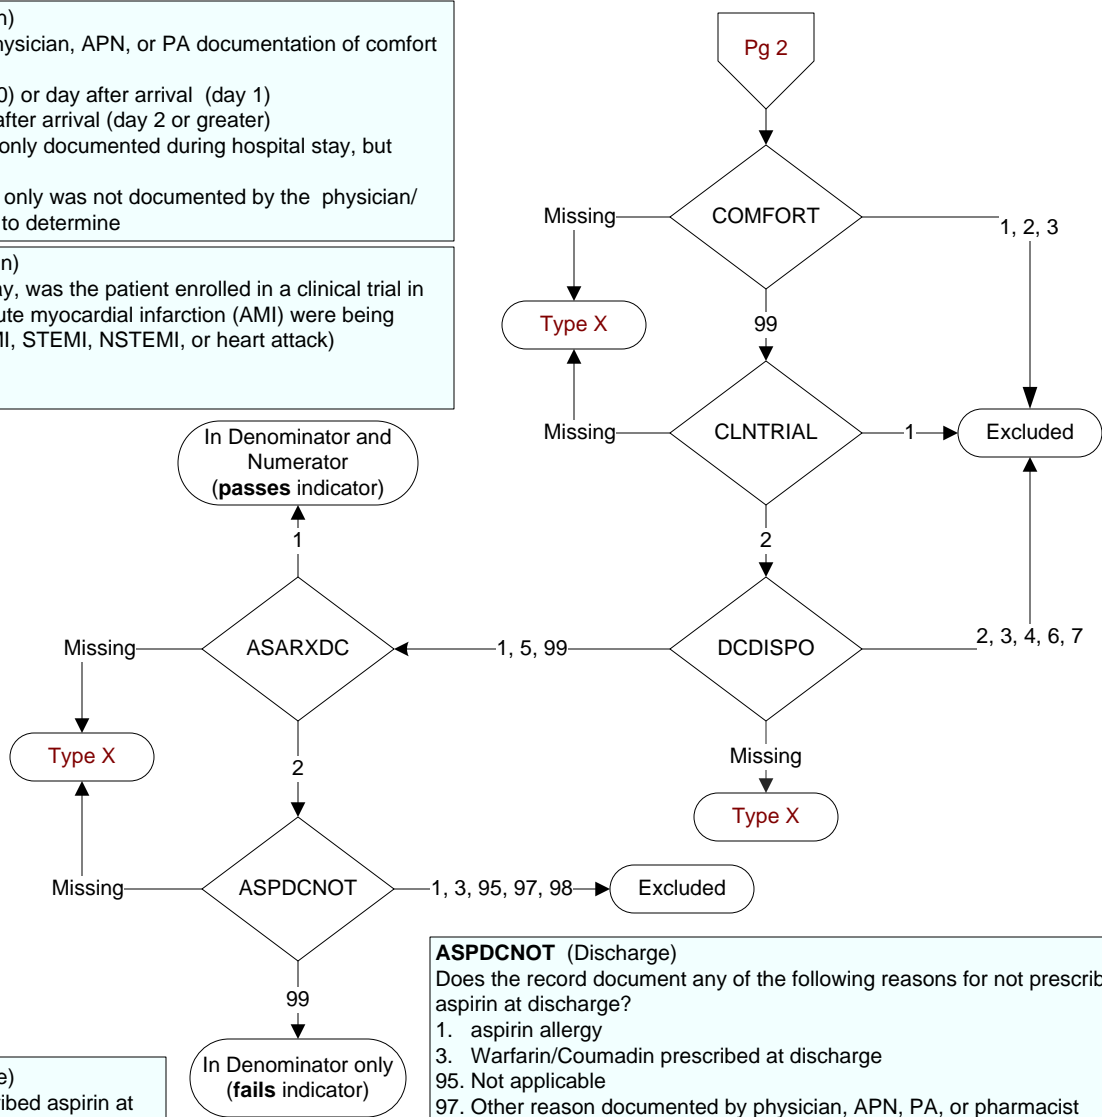 n)
hysician, APN, or PA documentation of comfort
0) or day after arrival (day 1)
after arrival (day 2 or greater)
only documented during hospital stay, but
only was not documented by the physician/
to determine
n)
ay, was the patient enrolled in a clinical trial in
ute myocardial infarction (AMI) were being
MI, STEMI, NSTEMI, or heart attack)
Pg 2
COMFORT
Missing
1, 2, 3
Type X
99
Missing
CLNTRIAL
1
Excluded
In Denominator and
Numerator
(passes indicator)
2
1
Missing
ASARXDC
1, 5, 99
DCDISPO
2, 3, 4, 6, 7
Type X
2
Missing
Type X
Missing
ASPDCNOT
1, 3, 95, 97, 98
Excluded
99
In Denominator only
(fails indicator)
ASPDCNOT (Discharge)
Does the record document any of the following reasons for not prescrib
aspirin at discharge?
1. aspirin allergy
3. Warfarin/Coumadin prescribed at discharge
95. Not applicable
97. Other reason documented by physician, APN, PA, or pharmacist
e)
ibed aspirin at